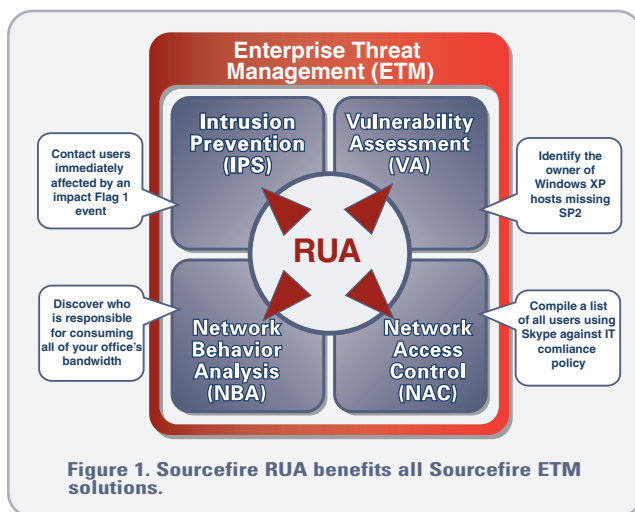 Enterprise Threat
Management (ETM)
Intrusion
Prevention
(IPS)
Vulnerability
Assessment
(VA)
Contact users
immediately
affected by an
impact Flag 1
event
Identify the
owner of
Windows XP
hosts missing
SP2
RUA
Discover who
is responsible
for consuming
all of your office's
bandwidth
Network
Behavior
Analysis
(NBA)
Network
Access
Control
(NAC)
Compile a list
of all users using
Skype against IT
comliance
policy
Figure 1. Sourcefire RUA benefits all Sourcefire ETM
solutions.